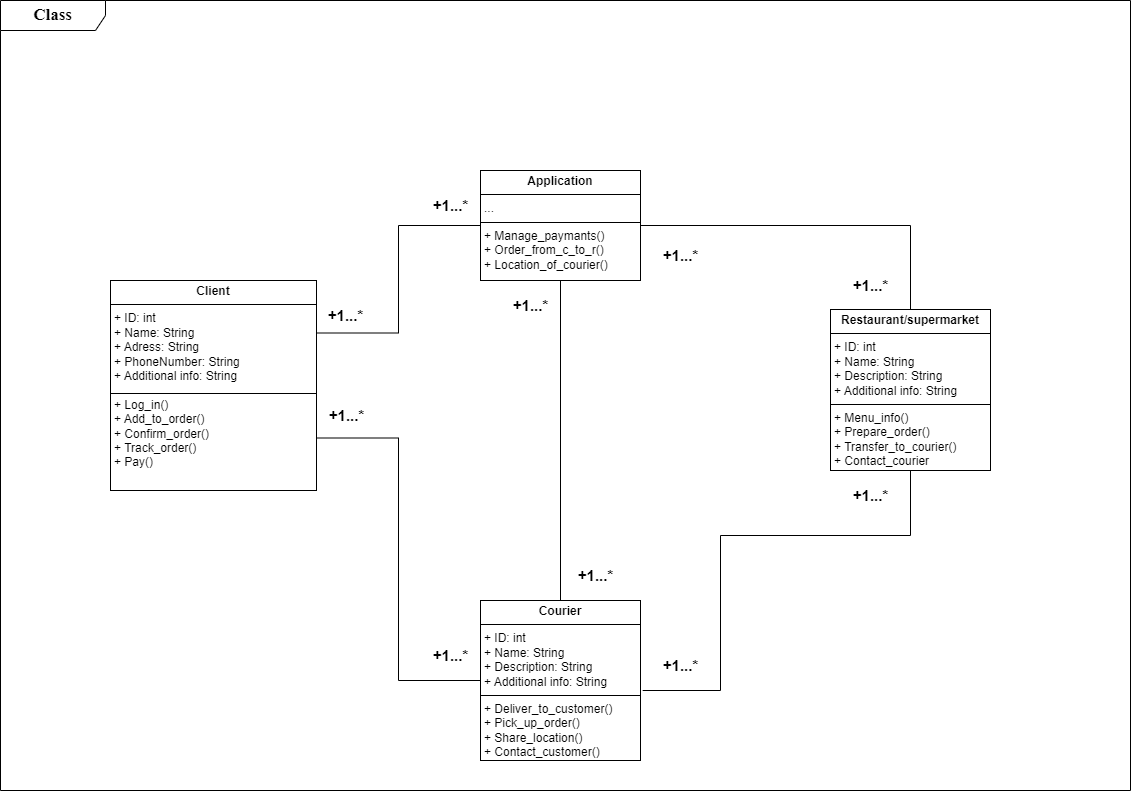 Class
Application
...
+ Manage_paymants()
+ Order_from_c_to_r()
+ Location_of_courier()
+1...*
+1...*
+1...*
+1...*
+1...*
Client
+ ID: int
+ Name: String
+ Adress: String
+ PhoneNumber: String
+ Additional info: String
+ Log_in()
+ Add_to_order()
+ Confirm_order()
+ Track_order()
+ Pay()
+1...*
Restaurant/supermarket
+ ID: int
+ Name: String
+ Description: String
+ Additional info: String
+ Menu_info()
+ Prepare_order()
+ Transfer_to_courier()
+ Contact_courier
+1...*
+1...*
+1...*
+1...*
Courier
+ ID: int
+ Name: String
+ Description: String
+ Additional info: String
+ Deliver_to_customer()
+ Pick_up_order()
+ Share_location()
+ Contact_customer()